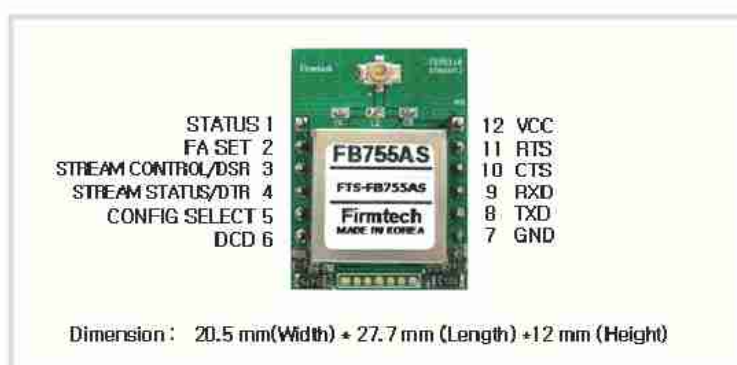 STATUS 1
FA SET 2
STREAM CONTROL/DSR 3
STREAM STATUS/DTR 4
CONFIG SELECT 5
DCD 6
Firmtech
FB755AS
FTS-FB755AS
Firmtech
MADE IN KOREA
12 VCC
11 RTS
10 CTS
9 RXD
8 TXD
7 GND
Dimension : 20.5 mm(Width) * 27.7 mm (Length) *12 mm (Height)